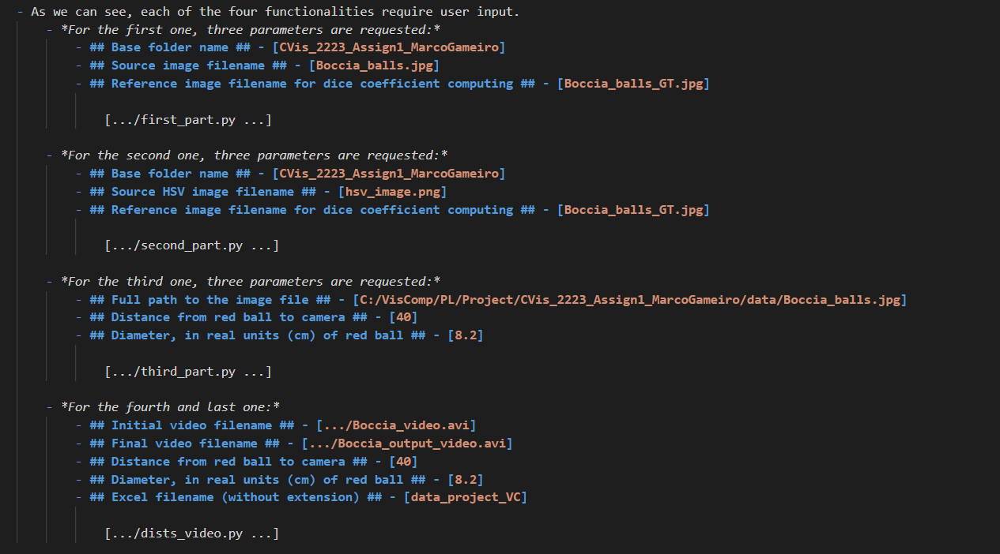 - As we can see, each of the four functionalities require user input.
- *For the first one, three parameters are requested:*
- ## Base folder name ## - [CVis_2223_Assign1_MarcoGameiro]
- ## Source image filename ## - [Boccia_balls.jpg]
- ## Reference image filename for dice coefficient computing ## - [Boccia_balls_GT.jpg]
[.../first_part.py ...]
- *For the second one, three parameters are requested:*
- ## Base folder name ## - [CVis_2223_Assign1_MarcoGameiro]
- ## Source HSV image filename ## - [hsv_image.png]
- ## Reference image filename for dice coefficient computing ## - [Boccia_balls_GT.jpg]
[.../second_part.py ...]
- *For the third one, three parameters are requested:*
- ## Full path to the image file ## - [C:/VisComp/PL/Project/CVis_2223_Assign1_MarcoGameiro/data/Boccia_balls.jpg]
- ## Distance from red ball to camera ## - [40]
- ## Diameter, in real units (cm) of red ball ## - [8.2]
[.../third_part.py ...]
- *For the fourth and last one:*
- ## Initial video filename ## - [.../Boccia_video.avi]
- ## Final video filename ## - [.../Boccia_output_video.avi]
- ## Distance from red ball to camera ## - [40]
- ## Diameter, in real units (cm) of red ball ## - [8.2]
- ## Excel filename (without extension) ## - [data_project_VC]
[.../dists_video.py ...]